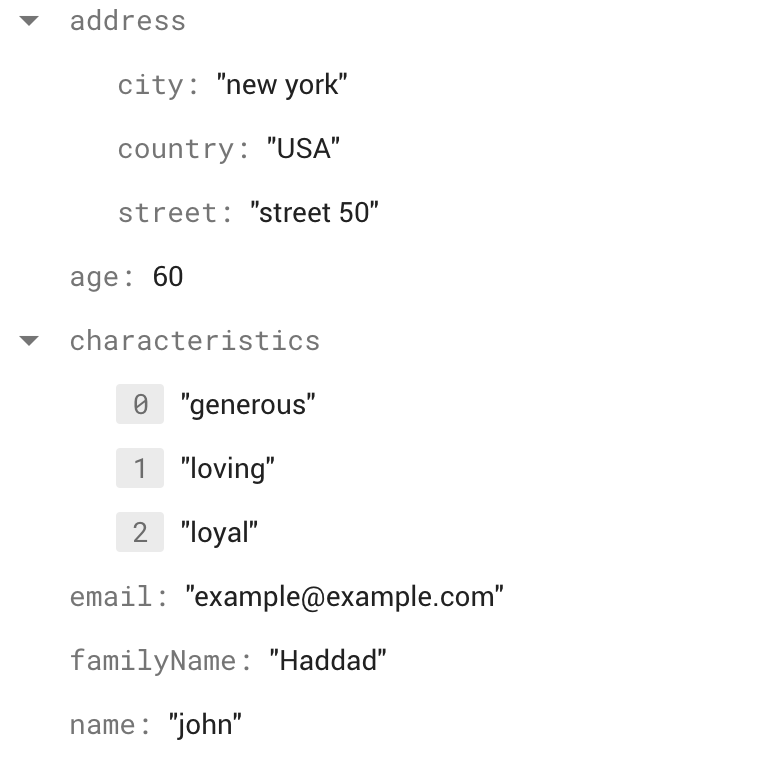 address
city: "new york"
country: "USA"
street: "street 50"
age: 60
characteristics
0 "generous"
1 "loving"
2 "loyal"
email: "example@example.com"
familyName: "Haddad"
name: "john"